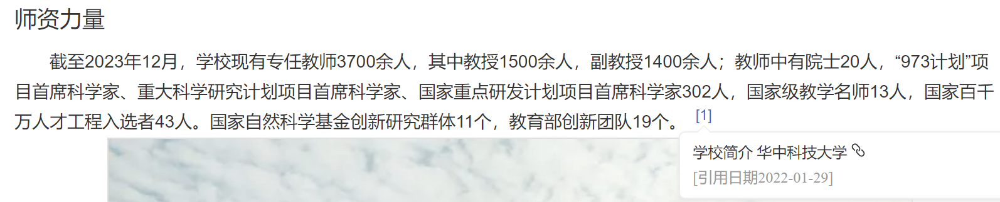 师资力量
截至2023年12月，学校现有专任教师3700余人，其中教授1500余人，副教授1400余人；教师中有院士20人，“973计划”项
目首席科学家、重大科学研究计划项目首席科学家、国家重点研发计划项目首席科学家302人，国家级教学名师13人，国家百千
万人才工程入选者43人。国家自然科学基金创新研究群体11个，教育部创新团队19个。 [1]
学校简介 华中科技大学
[引用日期2022-01-29]